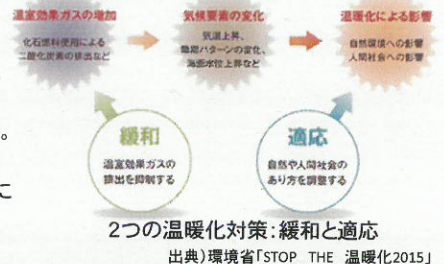 温室効果ガスの増加
化石燃料使用による
二酸化炭素の排出など
気候要素の変化
気温上昇、
降雨パターンの変化、
海面水位上昇など
温暖化による影響
自然環境への影響
人間社会への影響
。
に
緩和
温室効果ガスの
排出を抑制する
適応
自然や人間社会の
あり方を調整する
2つの温暖化対策:緩和と適応
出典)環境省「STOP THE 温暖化2015」